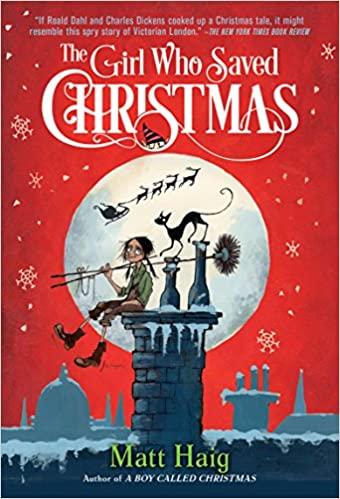 "If Roald Dahl and Charles Dickens cooked up a Christmas tale, it might
resemble this spry story of Victorian London." –THE NEW YORK TIMES BOOK REVIEW
The Girl Who Saved
CHRISTMAS
Matt Haig
Author of A BOY CALLED CHRISTMAS